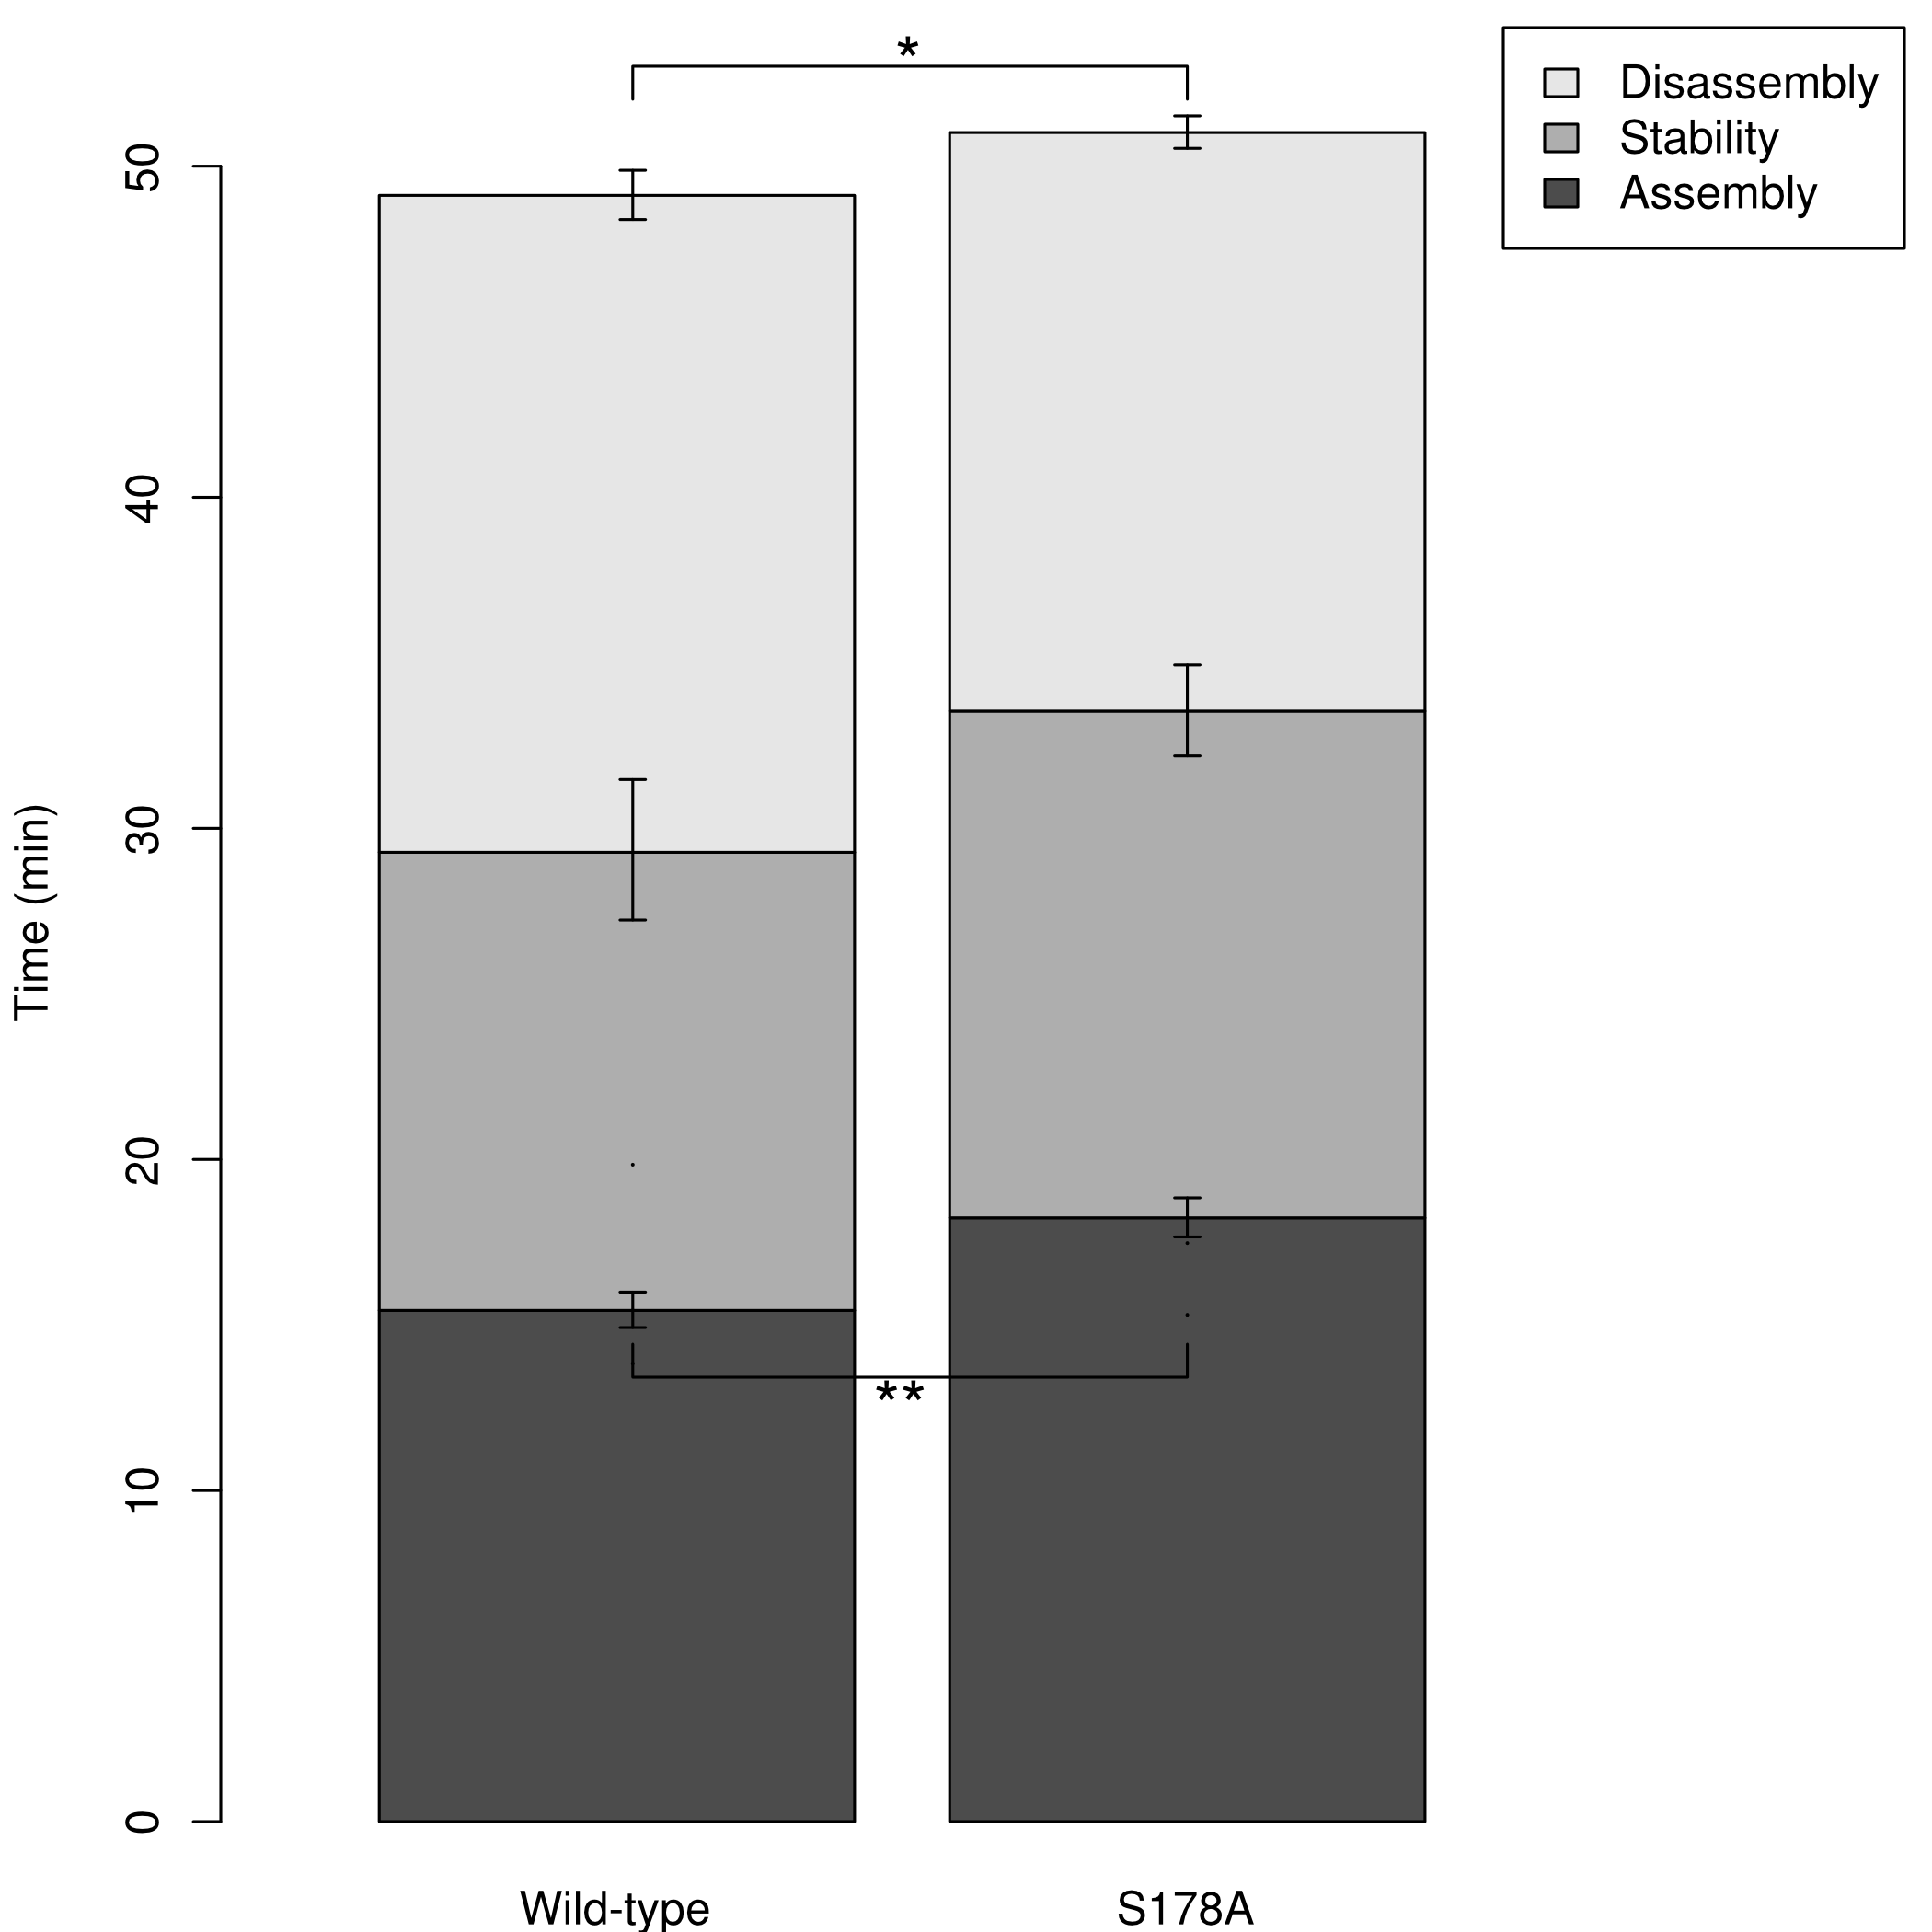 *
Disassembly
Stability
Assembly
50
40
30
20
10
0
Time (min)
**
Wild-type
S178A